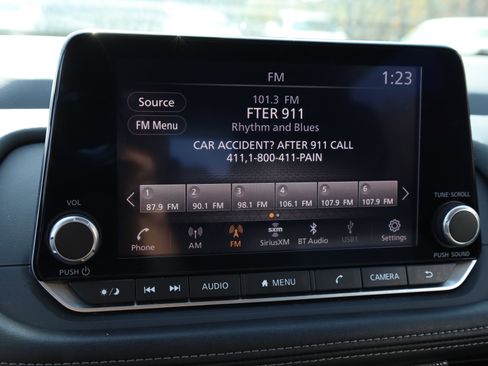 FM
1:23
Source
101.3 FM
FTER 911
FM Menu
Rhythm and Blues
CAR ACCIDENT? AFTER 911 CALL
411,1-800-411-PAIN
1 2 3 4 5 6
87.9 FM 90.1 FM 98.1 FM 106.1 FM 107.9 FM 107.9 FM
VOL
TUNE·SCROLL
sxm
Phone AM FM SiriusXM BT Audio USB1 Settings
PUSH
PUSH SOUND
AUDIO MENU CAMERA